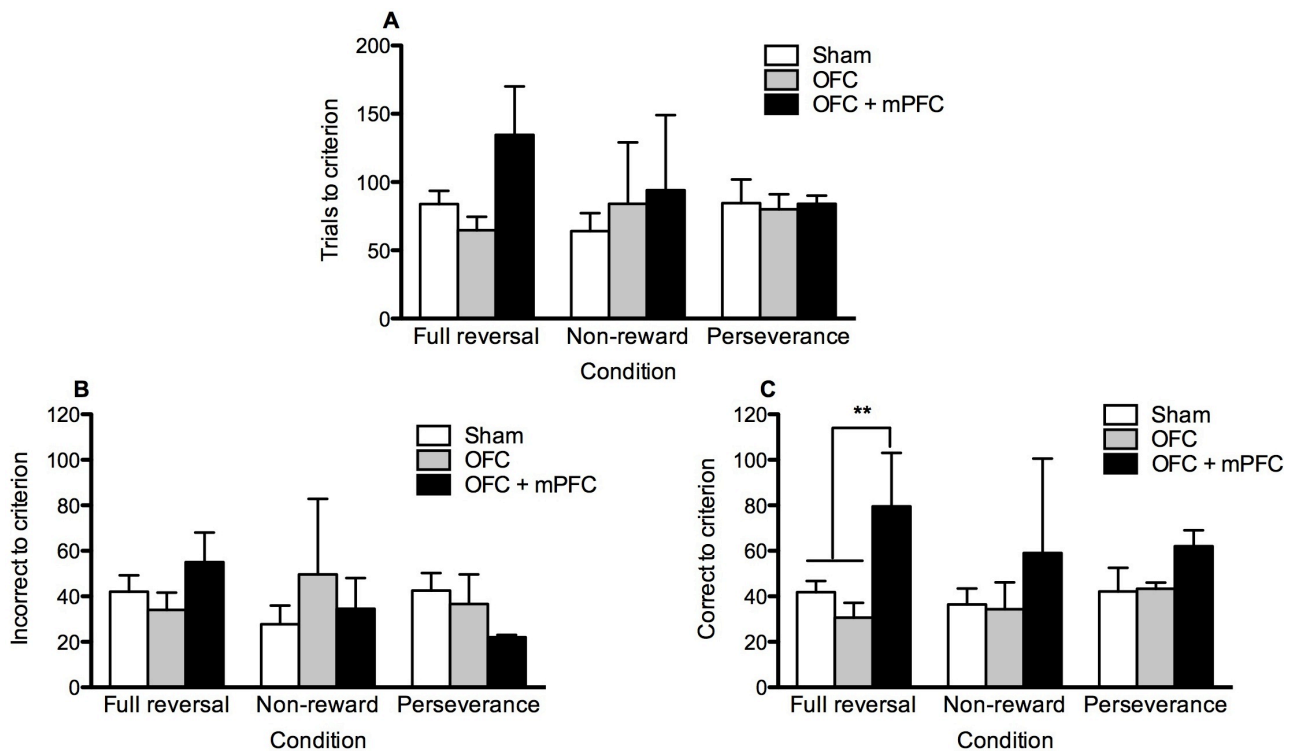 A
Trials to criterion
200
150
100
50
0
Sham
OFC
OFC + mPFC
Full reversal Non-reward Perseverance
Condition
B
Incorrect to criterion
120
100
80
60
40
20
0
Sham
OFC
OFC + mPFC
Full reversal Non-reward Perseverance
Condition
C
Correct to criterion
120
100
80
60
40
20
0
**
Sham
OFC
OFC + mPFC
Full reversal Non-reward Perseverance
Condition